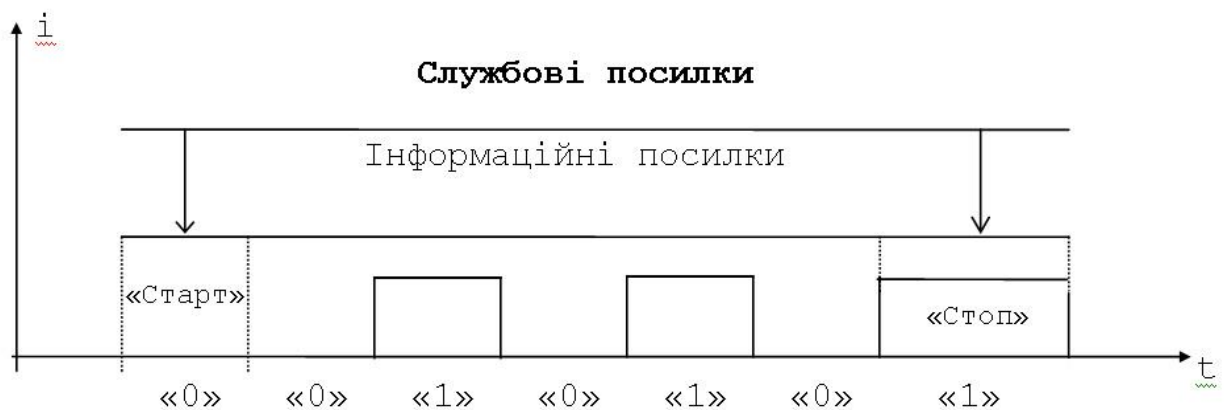 i
Службові посилки
Інформаційні посилки
«Старт»
«Стоп»
t
«0» «0» «1» «0» «1» «0» «1»